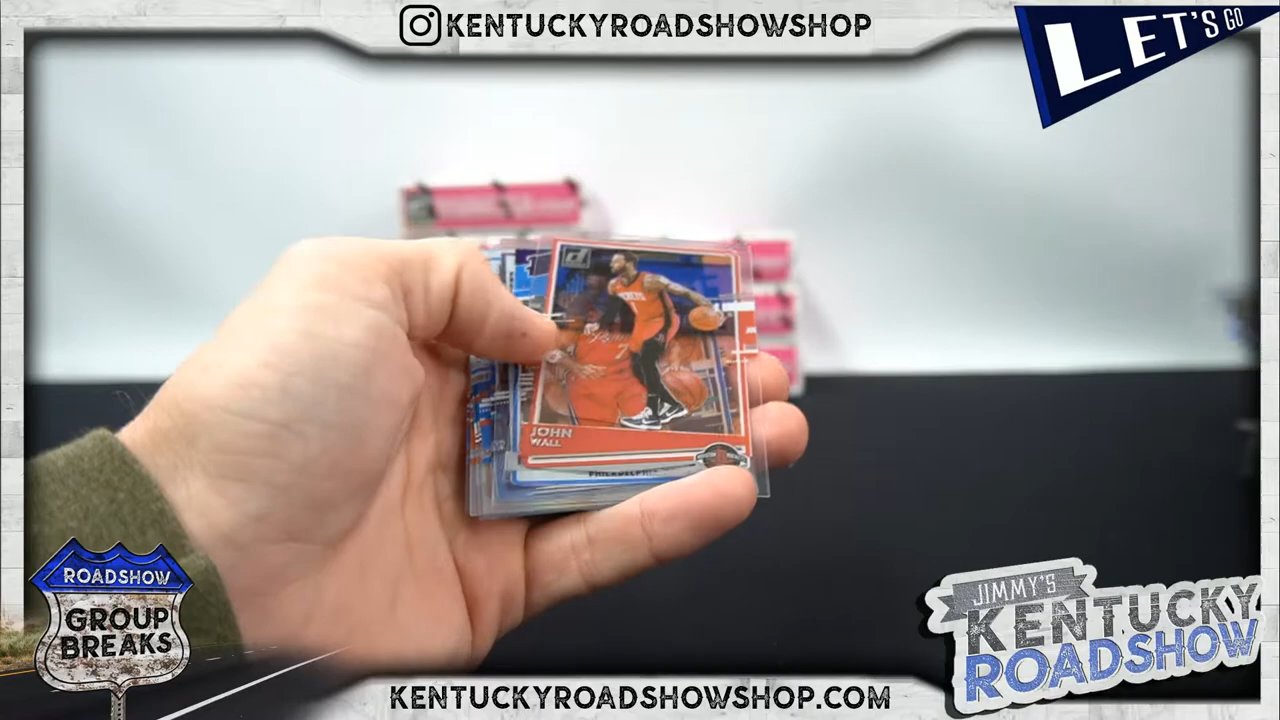 KENTUCKYROADSHOWSHOP
LET'S GO
JOHN
WALL
PHILADELPHIA
ROADSHOW
GROUP
BREAKS
JIMMY'S
KENTUCKY
ROADSHOW
KENTUCKYROADSHOWSHOP.COM